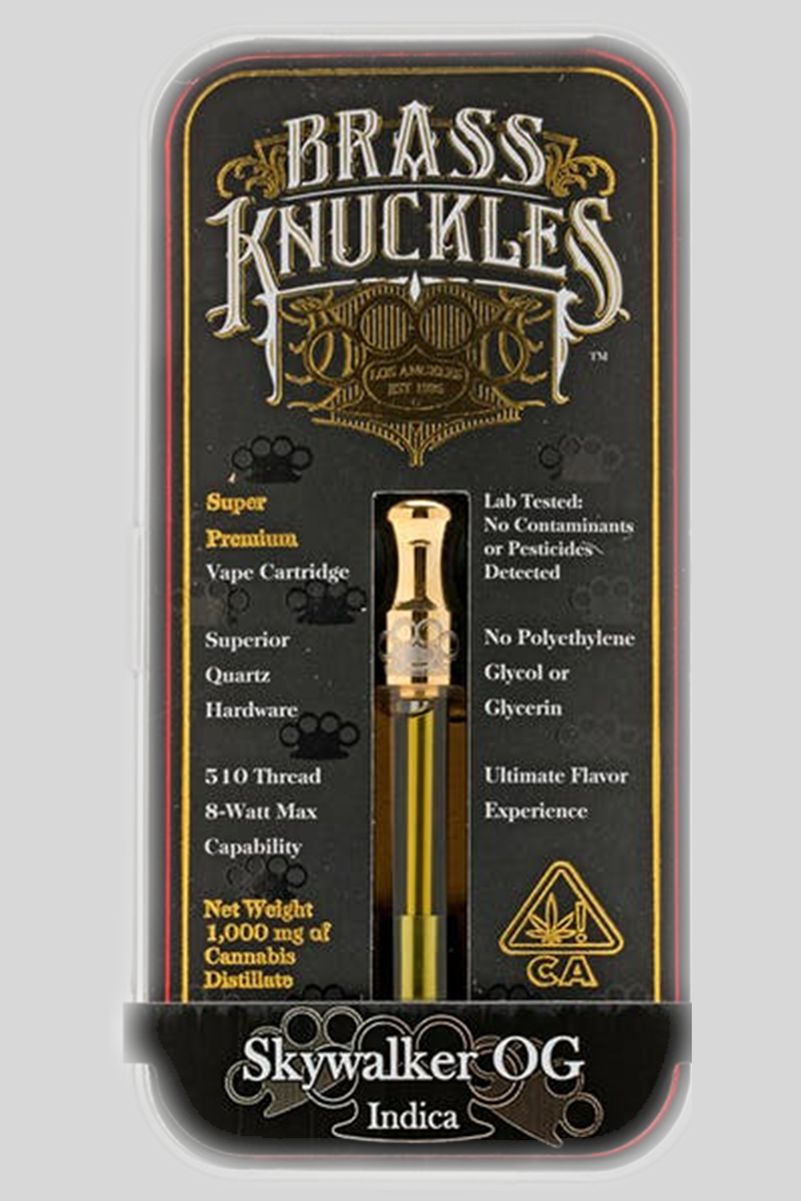 BRASS
KNUCKLES
LOS ANGELES
TM
Super
Premium
Vape Cartridge
Superior
Quartz
Hardware
510 Thread
8-Watt Max
Capability
Net Weight
1,000 mg of
Cannabis
Distillate
Lab Tested:
No Contaminants
or Pesticides
Detected
No Polyethylene
Glycol or
Glycerin
Ultimate Flavor
Experience
CA
Skywalker OG
Indica